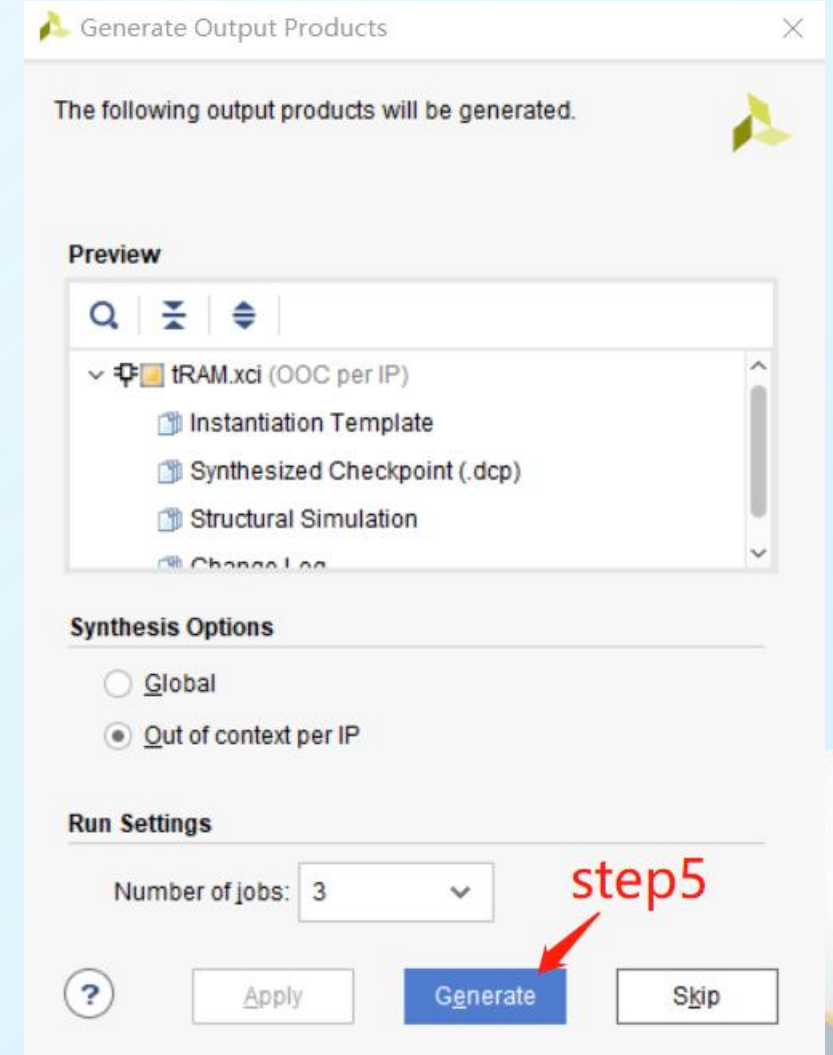 Generate Output Products
The following output products will be generated.
Preview
tRAM.xci (OOC per IP)
Instantiation Template
Synthesized Checkpoint (.dcp)
Structural Simulation
Change Log
Synthesis Options
Global
Out of context per IP
Run Settings
Number of jobs: 3
step5
? Apply Generate Skip